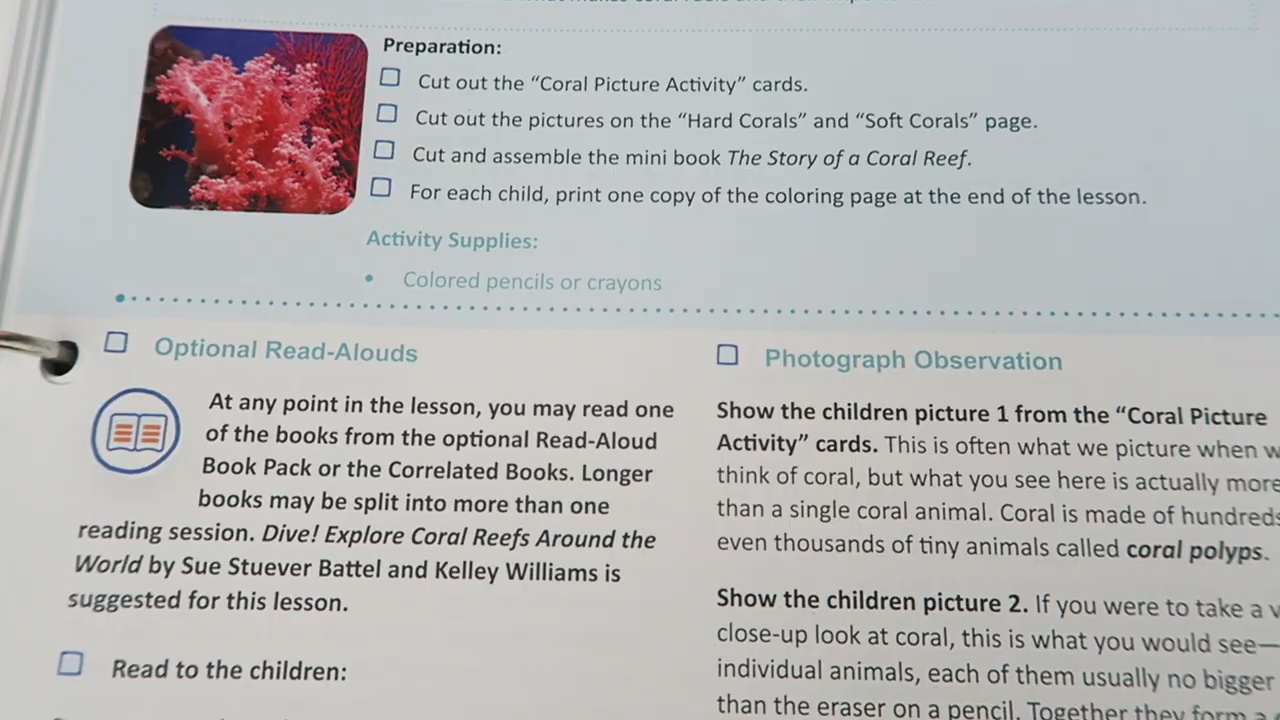 Preparation:
Cut out the “Coral Picture Activity” cards.
Cut out the pictures on the “Hard Corals” and “Soft Corals” page.
Cut and assemble the mini book The Story of a Coral Reef.
For each child, print one copy of the coloring page at the end of the lesson.
Activity Supplies:
• Colored pencils or crayons
Optional Read-Alouds
At any point in the lesson, you may read one
of the books from the optional Read-Aloud
Book Pack or the Correlated Books. Longer
books may be split into more than one
reading session. Dive! Explore Coral Reefs Around the
World by Sue Stuever Battel and Kelley Williams is
suggested for this lesson.
Read to the children:
Photograph Observation
Show the children picture 1 from the “Coral Picture
Activity” cards. This is often what we picture when
think of coral, but what you see here is actually more
than a single coral animal. Coral is made of hundreds
even thousands of tiny animals called coral polyps.
Show the children picture 2. If you were to take a
close-up look at coral, this is what you would see—
individual animals, each of them usually no bigger
than the eraser on a pencil. Together they form a